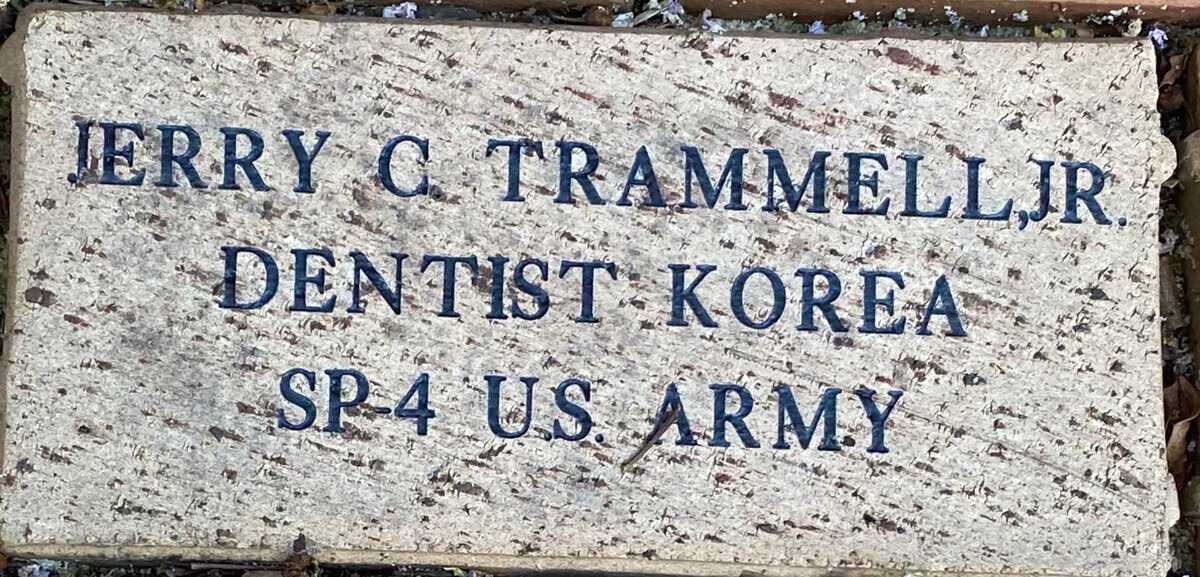 JERRY C TRAMMELL, JR.
DENTIST KOREA
SP-4 U.S. ARMY